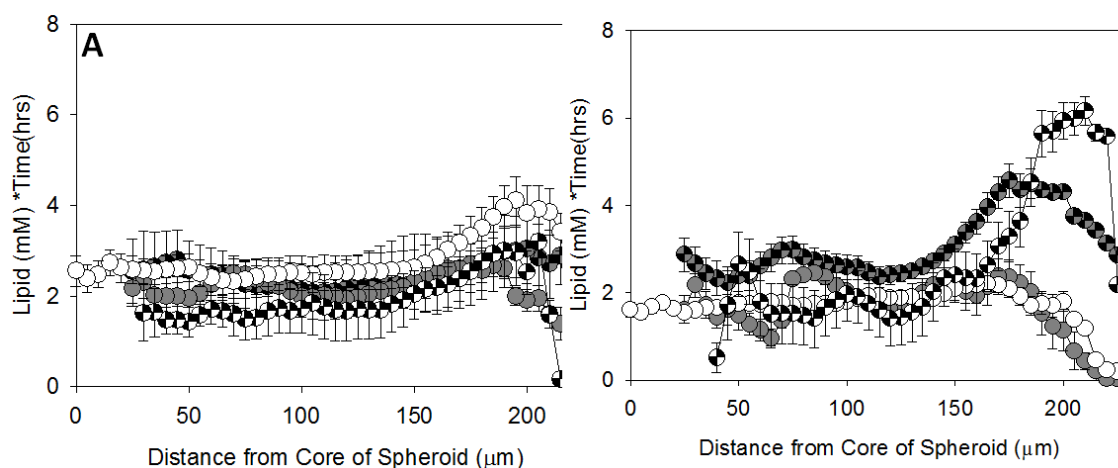 A
8
6
4
2
0
Lipid (mM) *Time(hrs)
0 50 100 150 200
Distance from Core of Spheroid (μm)
8
6
4
2
0
Lipid (mM) *Time(hrs)
0 50 100 150 200
Distance from Core of Spheroid (μm)